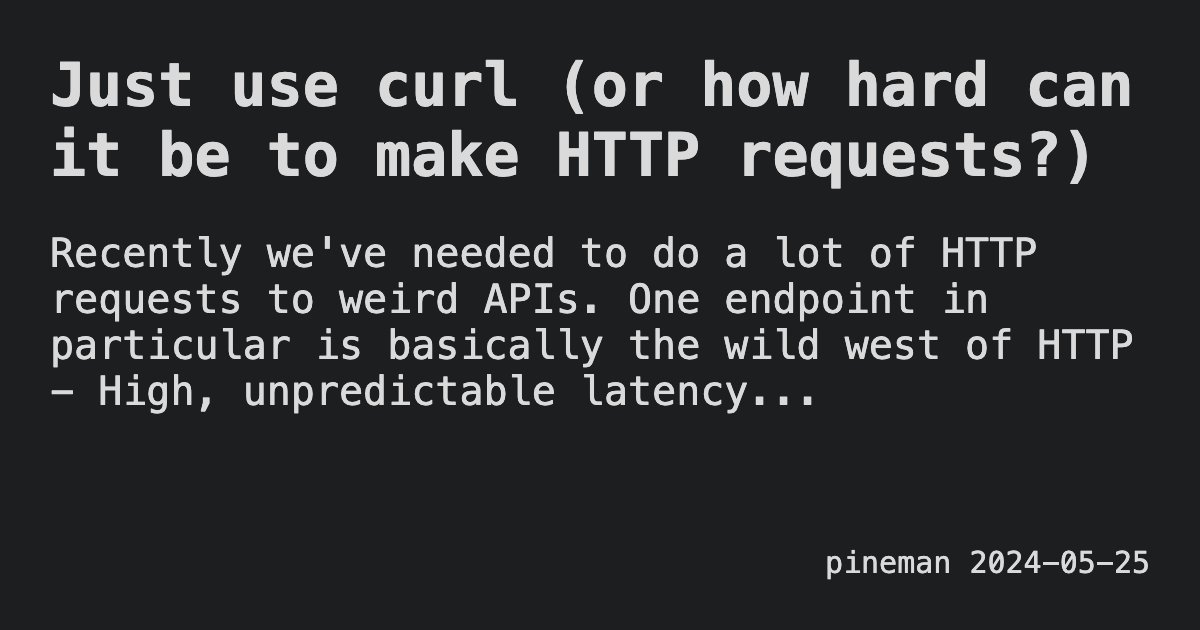 Just use curl (or how hard can
it be to make HTTP requests?)
Recently we've needed to do a lot of HTTP
requests to weird APIs. One endpoint in
particular is basically the wild west of HTTP
– High, unpredictable latency...
pineman 2024–05–25